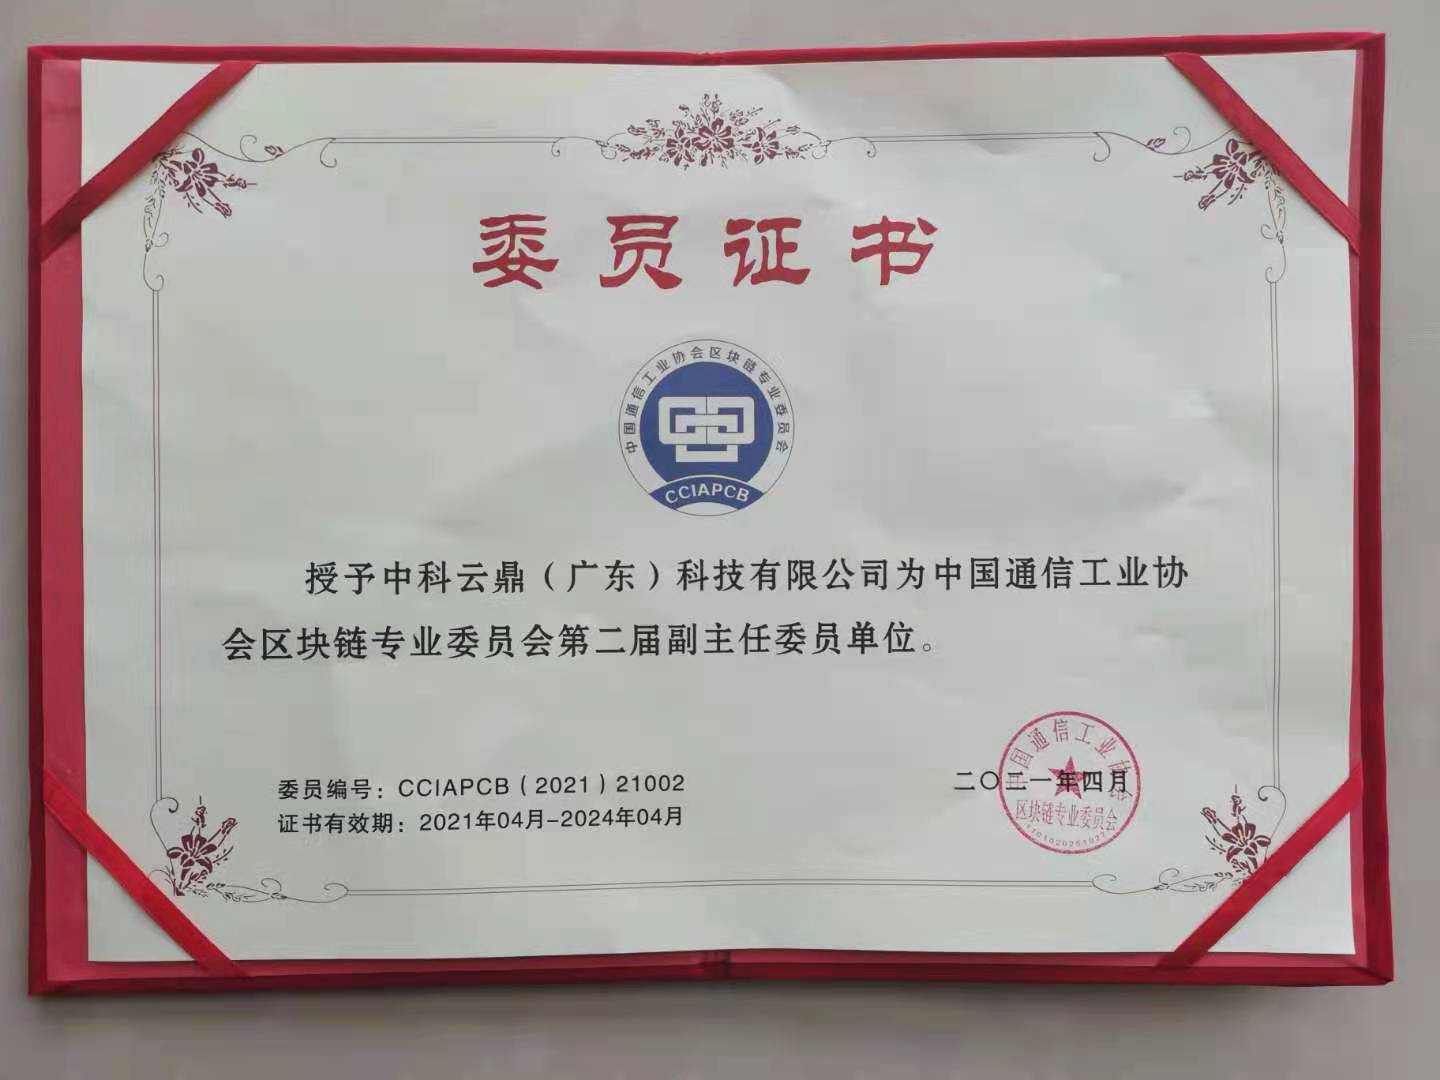 委员证书
中国通信工业协会区块链专业委员会
CCIAPCB
授予中科云鼎（广东）科技有限公司为中国通信工业协
会区块链专业委员会第二届副主任委员单位。
委员编号：CCIAPCB（2021）21002
证书有效期：2021年04月-2024年04月
二〇二一年四月
中国通信工业协会
区块链专业委员会